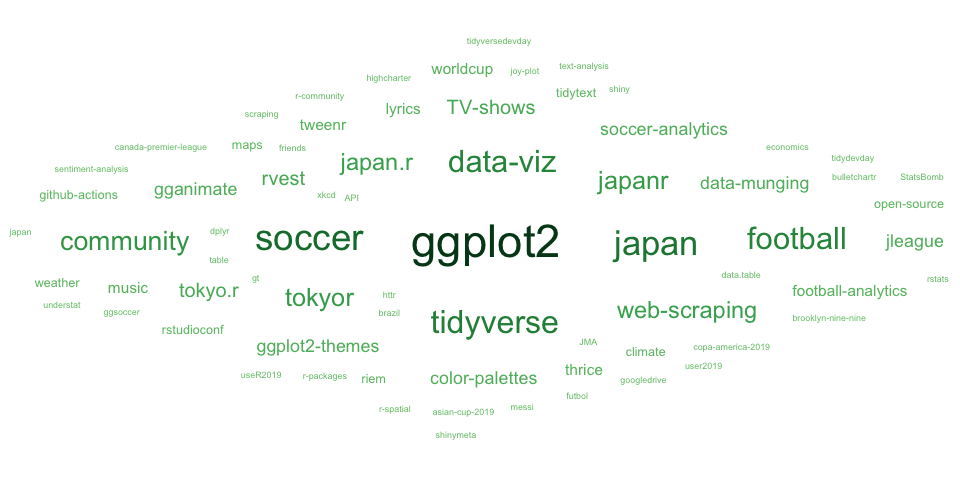 tidyversedevday
worldcup
joy-plot
text-analysis
highcharter
tidytext
shiny
r-community
lyrics
TV-shows
scraping
tweenr
soccer-analytics
canada-premier-league
maps
friends
economics
japan.r
data-viz
tidydevday
sentiment-analysis
rvest
japanr
data-munging
bulletchartr
StatsBomb
github-actions
gganimate
xkcd
API
open-source
japan
community
dplyr
soccer
ggplot2
japan
football
jleague
table
weather
music
tokyo.r
gt
data.table
rstats
understat
ggsoccer
tokyor
httr
football-analytics
brazil
tidyverse
web-scraping
brooklyn-nine-nine
rstudioconf
ggplot2-themes
JMA
climate
copa-america-2019
useR2019
r-packages
riem
color-palettes
thrice
googledrive
user2019
futbol
r-spatial
asian-cup-2019
messi
shinymeta